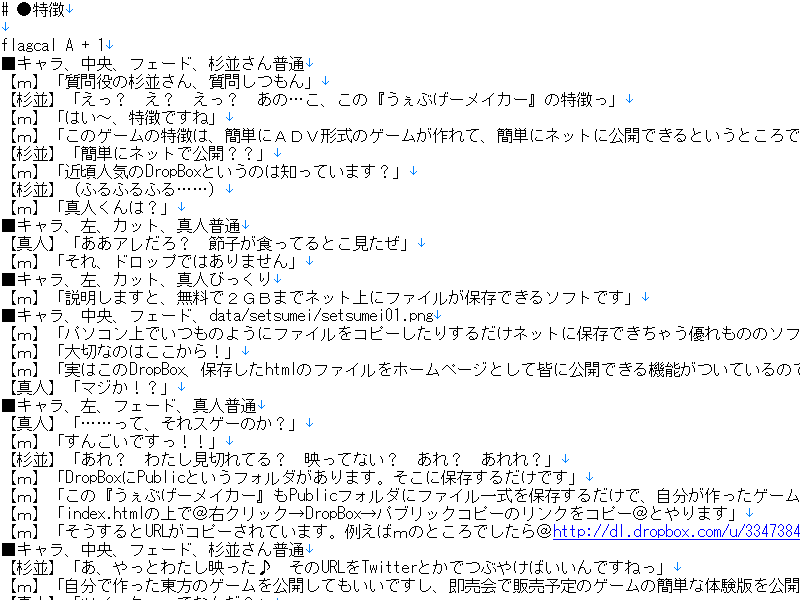 # ●特徴↓
↓
flagcal A + 1↓
■キャラ、中央、フェード、杉並さん普通↓
【ｍ】「質問役の杉並さん、質問しつもん」↓
【杉並】「えっ？　え？　えっ？　あの…こ、この『うぇぶげーメイカー』の特徴っ」↓
【ｍ】「はい～、特徴ですね」↓
【ｍ】「このゲームの特徴は、簡単にＡＤＶ形式のゲームが作れて、簡単にネットに公開できるというところで
【杉並】「簡単にネットで公開？？」↓
【ｍ】「近頃人気のDropBoxというのは知っています？」↓
【杉並】（ふるふるふる……）↓
【ｍ】「真人くんは？」↓
■キャラ、左、カット、真人普通↓
【真人】「ああアレだろ？　節子が食ってるとこ見たぜ」↓
【ｍ】「それ、ドロップではありません」↓
■キャラ、左、カット、真人びっくり↓
【ｍ】「説明しますと、無料で２ＧＢまでネット上にファイルが保存できるソフトです」↓
■キャラ、中央、フェード、data/setsumei/setsumei01.png↓
【ｍ】「パソコン上でいつものようにファイルをコピーしたりするだけネットに保存できちゃう優れもののソフ
【ｍ】「大切なのはここから！」↓
【ｍ】「実はこのDropBox、保存したhtmlのファイルをホームページとして皆に公開できる機能がついているので
【真人】「マジか！？」↓
■キャラ、左、フェード、真人普通↓
【真人】「……って、それスゲーのか？」↓
【ｍ】「すんごいですっ！！」↓
【杉並】「あれ？　わたし見切れてる？　映ってない？　あれ？　あれれ？」↓
【ｍ】「DropBoxにPublicというフォルダがあります。そこに保存するだけです」↓
【ｍ】「この『うぇぶげーメイカー』もPublicフォルダにファイル一式を保存するだけで、自分が作ったゲーム
【ｍ】「index.htmlの上で＠右クリック→DropBox→パブリックコピーのリンクをコピー＠とやります」↓
【ｍ】「そうするとURLがコピーされています。例えばｍのところでしたら＠http://dl.dropbox.com/u/3347384
■キャラ、中央、フェード、杉並さん普通↓
【杉並】「あ、やっとわたし映った♪　そのURLをTwitterとかでつぶやけばいいんですねっ」↓
【ｍ】「自分で作った東方のゲームを公開してもいいですし、即売会で販売予定のゲームの簡単な体験版を公開